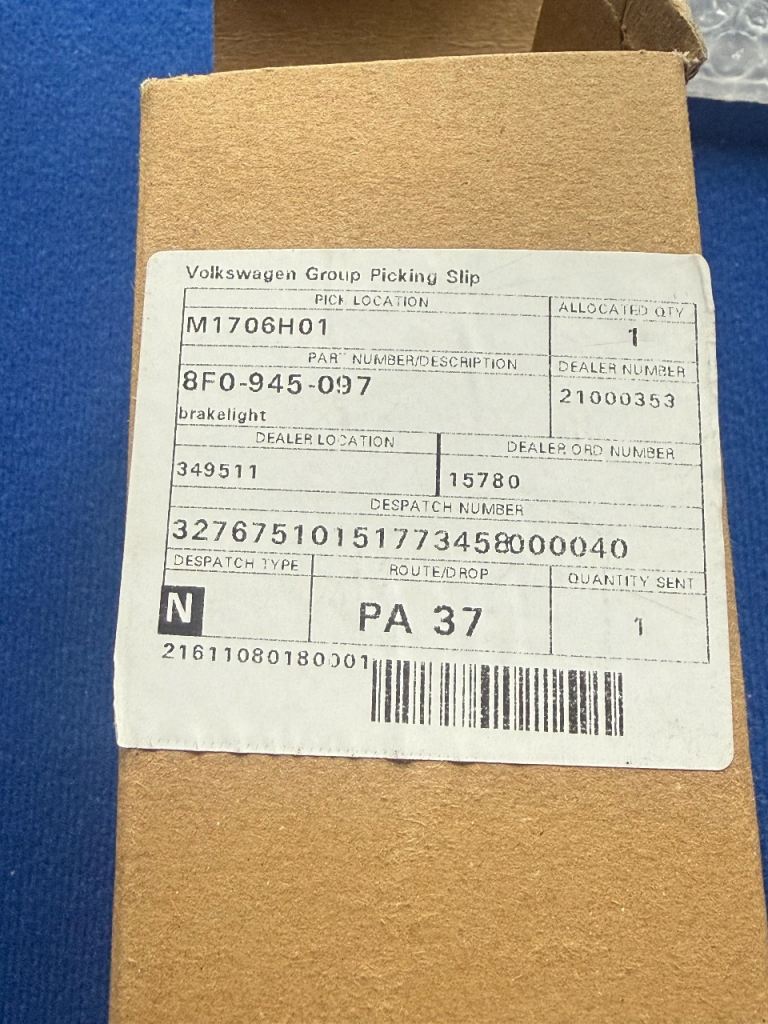 Volkswagen Group Picking Slip
PICK LOCATION
ALLOCATED QTY
M1706H01
1
PART NUMBER/DESCRIPTION
DEALER NUMBER
8F0-945-097
21000353
brakelight
DEALER LOCATION
DEALER ORD NUMBER
349511
15780
DESPATCH NUMBER
32767510151773458000040
DESPATCH TYPE
ROUTE/DROP
QUANTITY SENT
N
PA 37
1
21611080180001